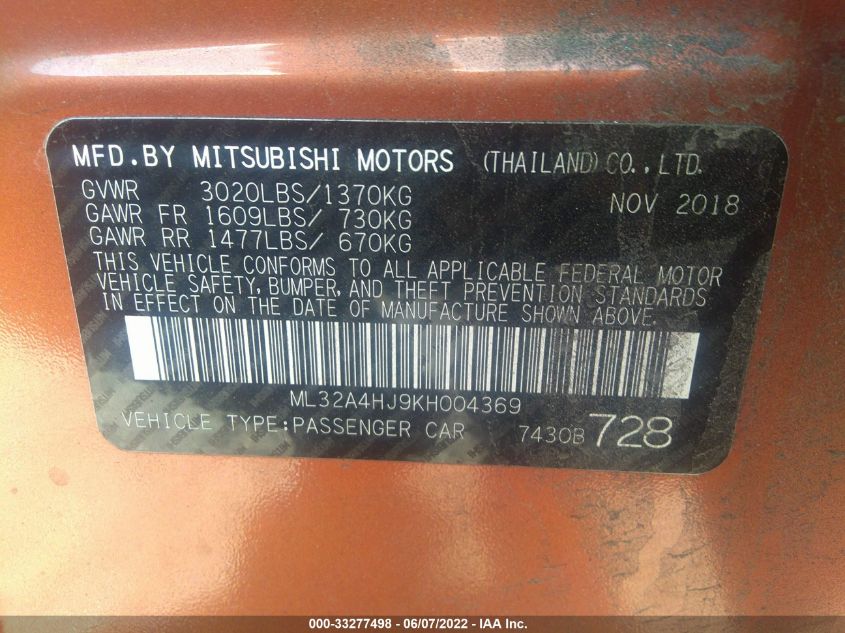 MFD.BY MITSUBISHI MOTORS (THAILAND)CO.,LTD.
GVWR 3020LBS/1370KG NOV 2018
GAWR FR 1609LBS/ 730KG
GAWR RR 1477LBS/ 670KG
THIS VEHICLE CONFORMS TO ALL APPLICABLE FEDERAL MOTOR
VEHICLE SAFETY, BUMPER, AND THEFT PREVENTION STANDARDS
IN EFFECT ON THE DATE OF MANUFACTURE SHOWN ABOVE.
ML32A4HJ9KH004369
VEHICLE TYPE:PASSENGER CAR 7430B 728
000-33277498 - 06/07/2022 - IAA Inc.